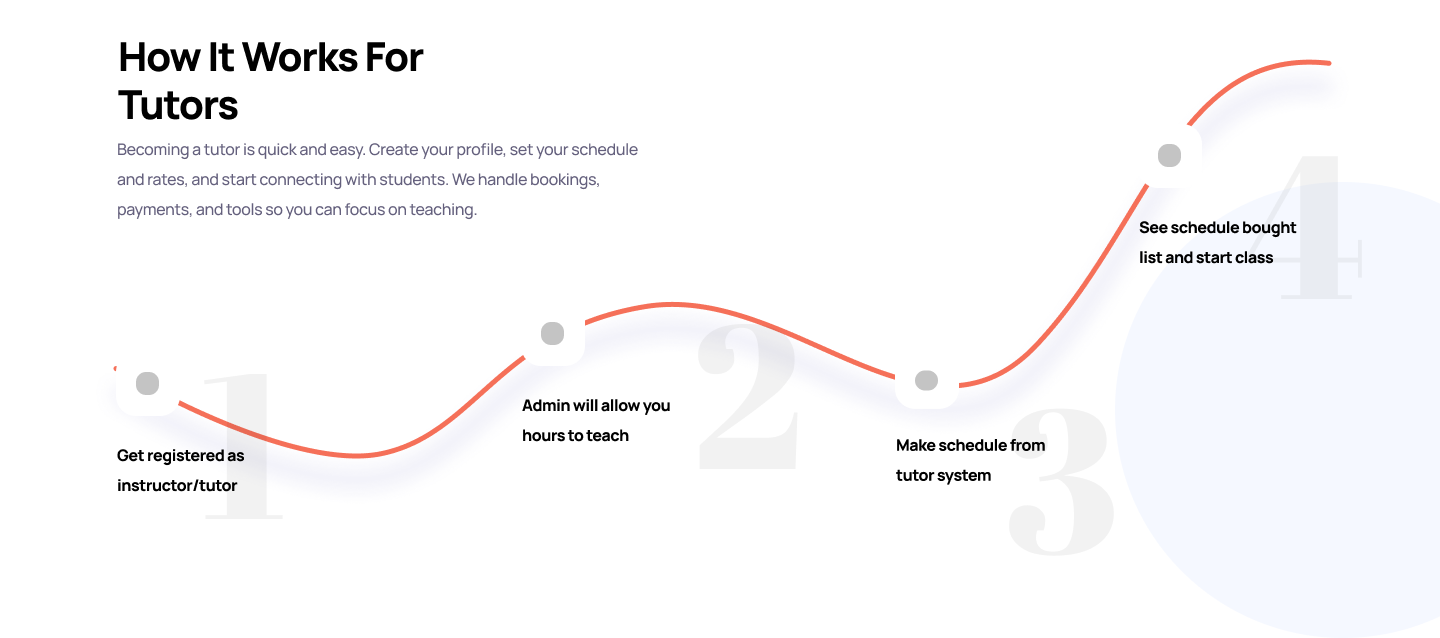 How It Works For
Tutors
Becoming a tutor is quick and easy. Create your profile, set your schedule
and rates, and start connecting with students. We handle bookings,
payments, and tools so you can focus on teaching.
1
Get registered as
instructor/tutor
2
Admin will allow you
hours to teach
3
Make schedule from
tutor system
4
See schedule bought
list and start class